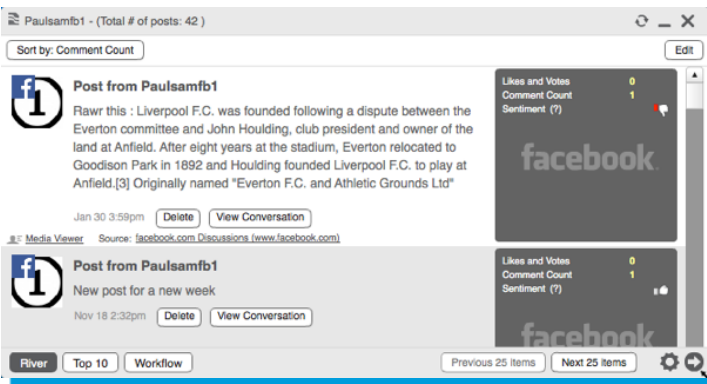 Paulsamfb1 - (Total # of posts: 42 )
Sort by: Comment Count
Edit
Post from Paulsamfb1
Rawr this : Liverpool F.C. was founded following a dispute between the
Everton committee and John Houlding, club president and owner of the
land at Anfield. After eight years at the stadium, Everton relocated to
Goodison Park in 1892 and Houlding founded Liverpool F.C. to play at
Anfield.[3] Originally named "Everton F.C. and Athletic Grounds Ltd"
Jan 30 3:59pm Delete View Conversation
Media Viewer Source: facebook.com Discussions (www.facebook.com)
Likes and Votes 0
Comment Count 1
Sentiment (?)
facebook
f
1
Post from Paulsamfb1
New post for a new week
Nov 18 2:32pm Delete View Conversation
Likes and Votes 0
Comment Count 1
Sentiment (?)
facebook
f
1
River Top 10 Workflow Previous 25 Items Next 25 Items